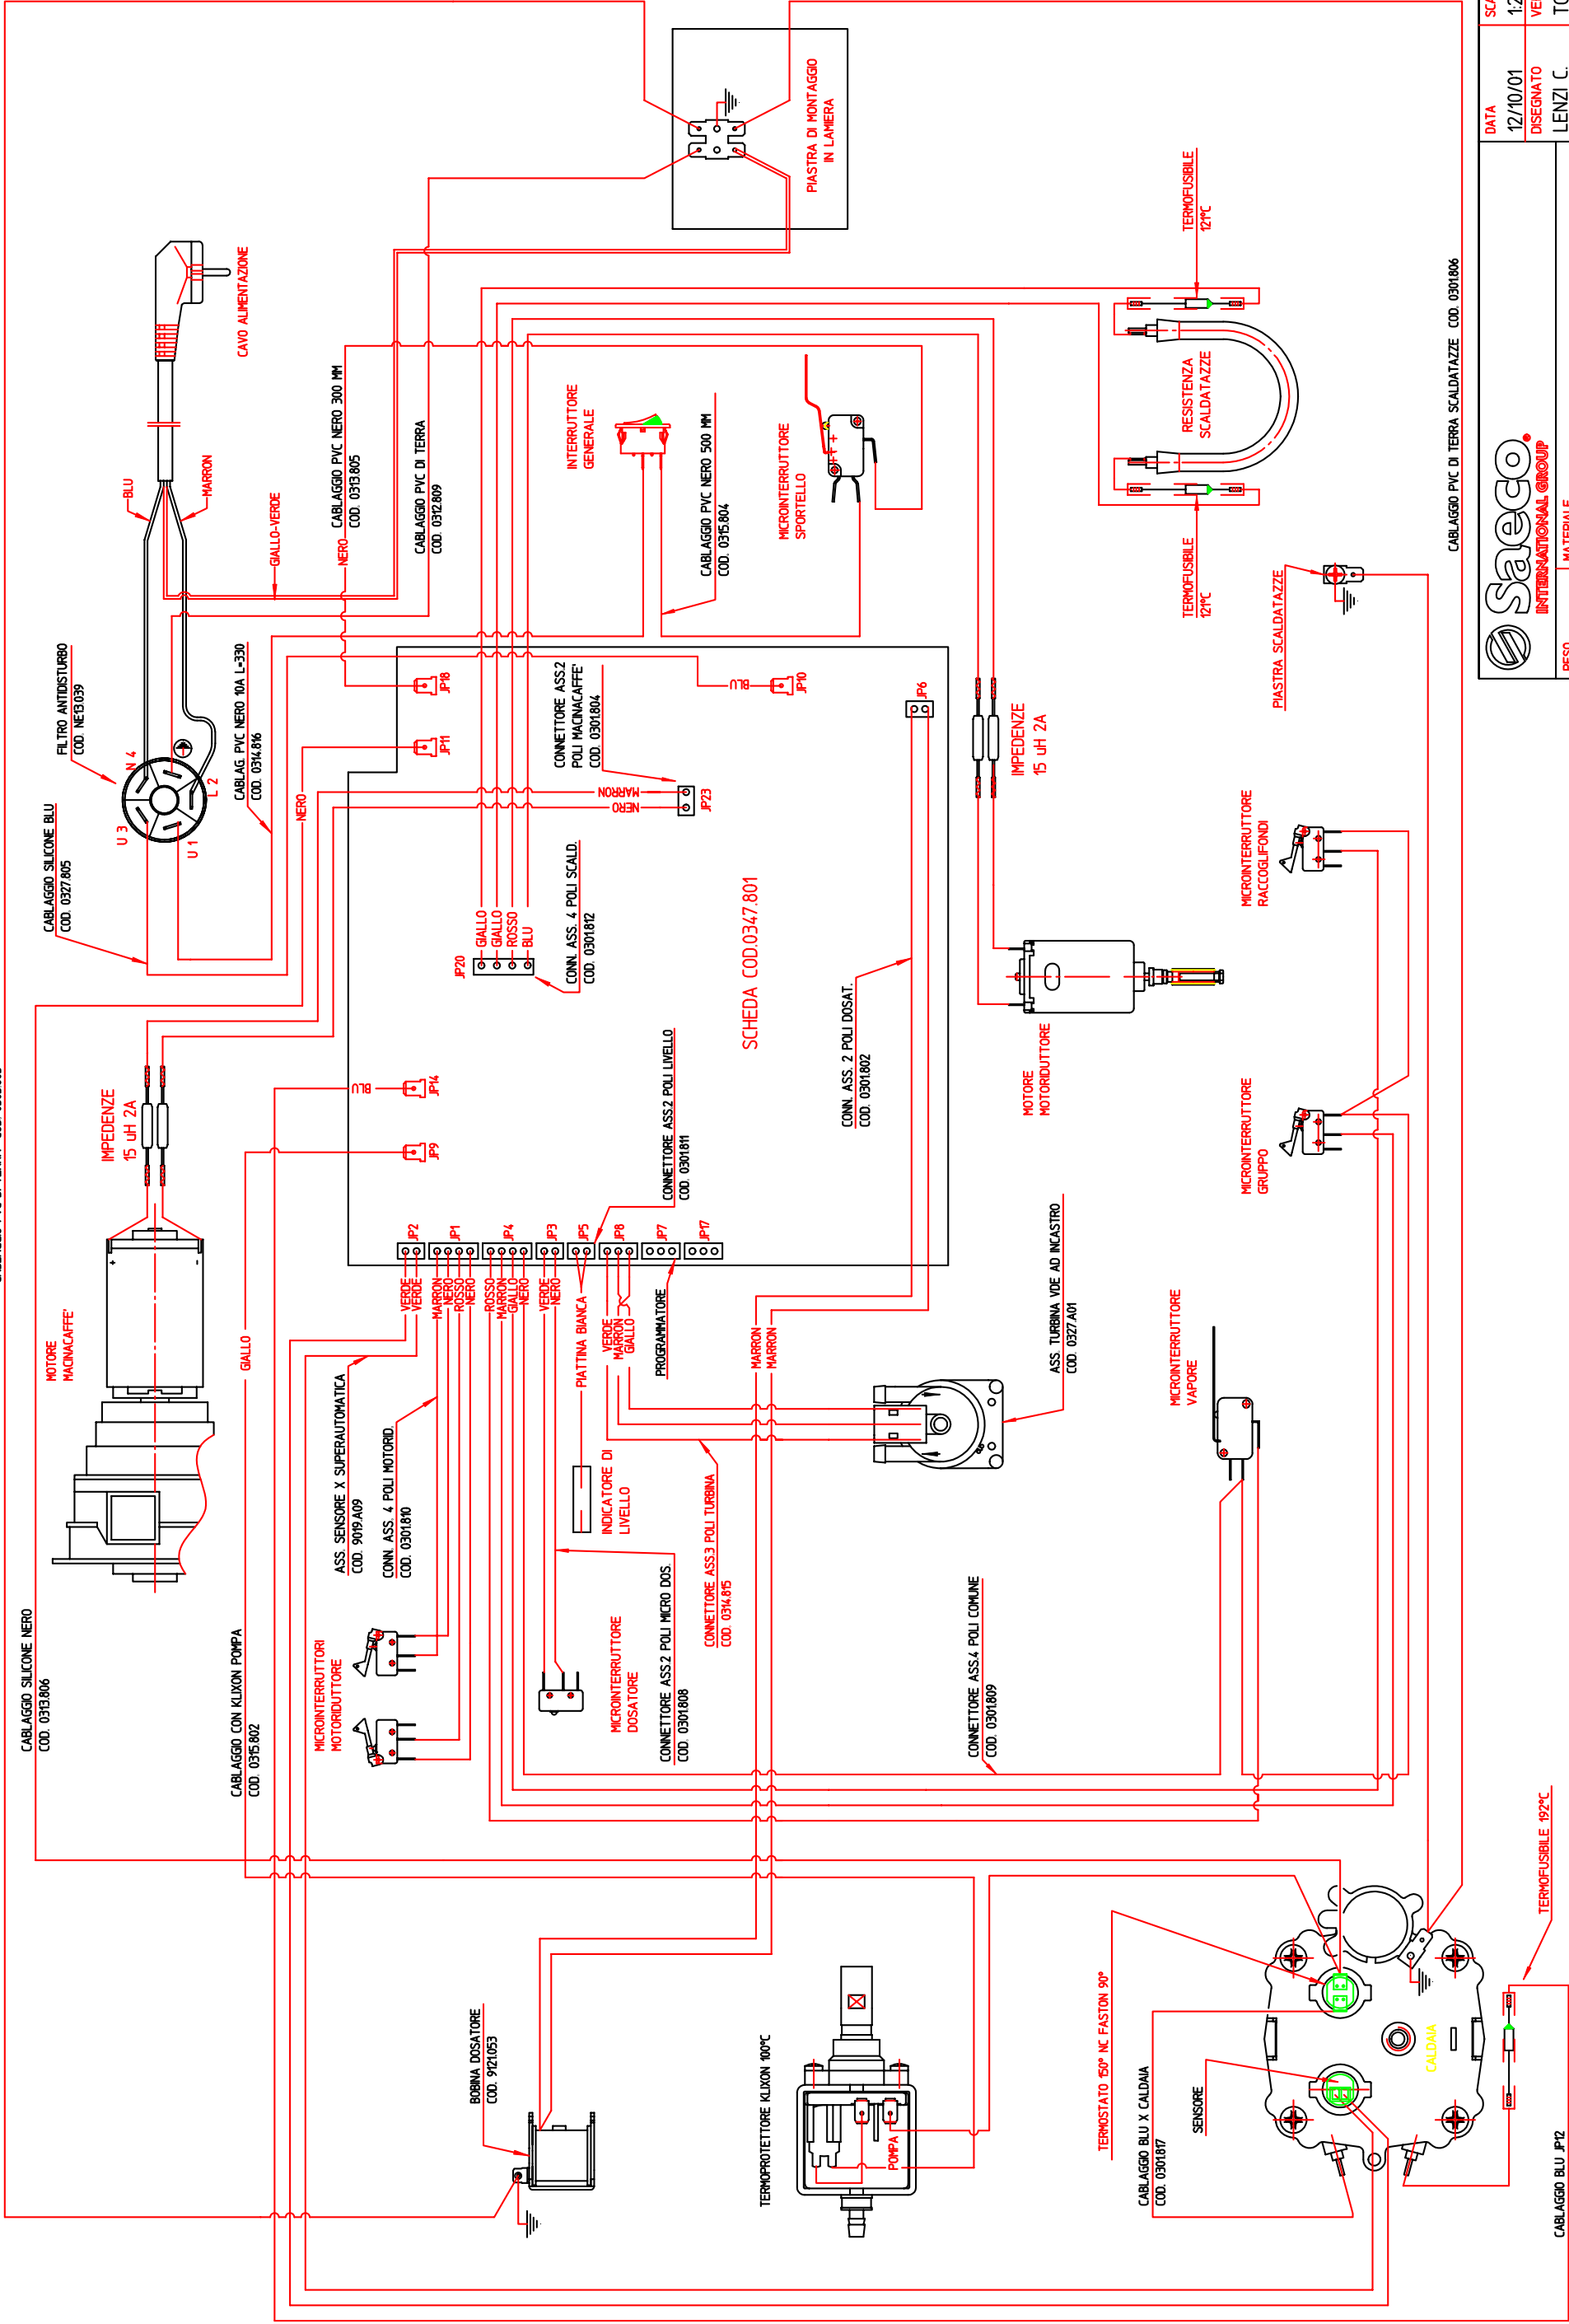 CABLAGGIO SILICONE NERO
COD. 0313.806
MOTORE
MACINACAFFE'
IMPEDENZE
15 uH 2A
+
-
CABLAGGIO SILICONE BLU
COD. 0327.805
FILTRO ANTIDISTURBO
COD. NE13.039
U 3
N 4
U 1
L 2
CABLAG. PVC NERO 10A L=330
COD. 0314.816
BLU
MARRON
GIALLO-VERDE
CAVO ALIMENTAZIONE
NERO
NERO
CABLAGGIO PVC NERO 300 MM
COD. 0313.805
CABLAGGIO PVC DI TERRA
COD. 0312.809
PIASTRA DI MONTAGGIO
IN LAMIERA
CABLAGGIO CON KLIXON POMPA
COD. 0315.802
GIALLO
ASS. SENSORE X SUPERAUTOMATICA
COD. 9019.A09
CONN. ASS. 4 POLI MOTORID.
COD. 0301.810
MICROINTERRUTTORI
MOTORIDUTTORE
VERDE
VERDE
JP2
MARRON
NERO
ROSSO
NERO
JP1
ROSSO
MARRON
GIALLO
NERO
JP4
VERDE
NERO
JP3
JP5
PIATTINA BIANCA
VERDE
MARRON
GIALLO
JP8
JP7
JP17
PROGRAMMATORE
JP9
BLU
JP14
JP11
JP18
BLU
JP10
JP6
JP20
GIALLO
GIALLO
ROSSO
BLU
CONN. ASS. 4 POLI SCALD.
COD. 0301.812
NERO
MARRON
JP23
CONNETTORE ASS.2
POLI MACINACAFFE'
COD. 0301.804
CONNETTORE ASS.2 POLI LIVELLO
COD. 0301.811
SCHEDA COD.0347.801
CONN. ASS. 2 POLI DOSAT.
COD. 0301.802
INTERRUTTORE
GENERALE
CABLAGGIO PVC NERO 500 MM
COD. 0315.804
MICROINTERRUTTORE
SPORTELLO
INDICATORE DI
LIVELLO
MICROINTERRUTTORE
DOSATORE
CONNETTORE ASS.2 POLI MICRO DOS.
COD. 0301.808
CONNETTORE ASS.3 POLI TURBINA
COD. 0314.815
MARRON
MARRON
ASS. TURBINA VDE AD INCASTRO
COD. 0327.A01
CONNETTORE ASS.4 POLI COMUNE
COD. 0301.809
MICROINTERRUTTORE
VAPORE
MOTORE
MOTORIDUTTORE
IMPEDENZE
15 uH 2A
MICROINTERRUTTORE
GRUPPO
MICROINTERRUTTORE
RACCOGLIFONDI
TERMOFUSIBILE
121°C
RESISTENZA
SCALDATAZZE
TERMOFUSIBILE
121°C
PIASTRA SCALDATAZZE
CABLAGGIO PVC DI TERRA SCALDATAZZE COD. 0301.806
BOBINA DOSATORE
COD. 9121.053
TERMOPROTETTORE KLIXON 100°C
POMPA
TERMOSTATO 150° NC FASTON 90°
CABLAGGIO BLU X CALDAIA
COD. 0301.817
SENSORE
CALDAIA
TERMOFUSIBILE 192°C
CABLAGGIO BLU JP12
Saeco
INTERNATIONAL GROUP
DATA
12/10/01
DISEGNATO
LENZI C.
PESO
MATERIALE